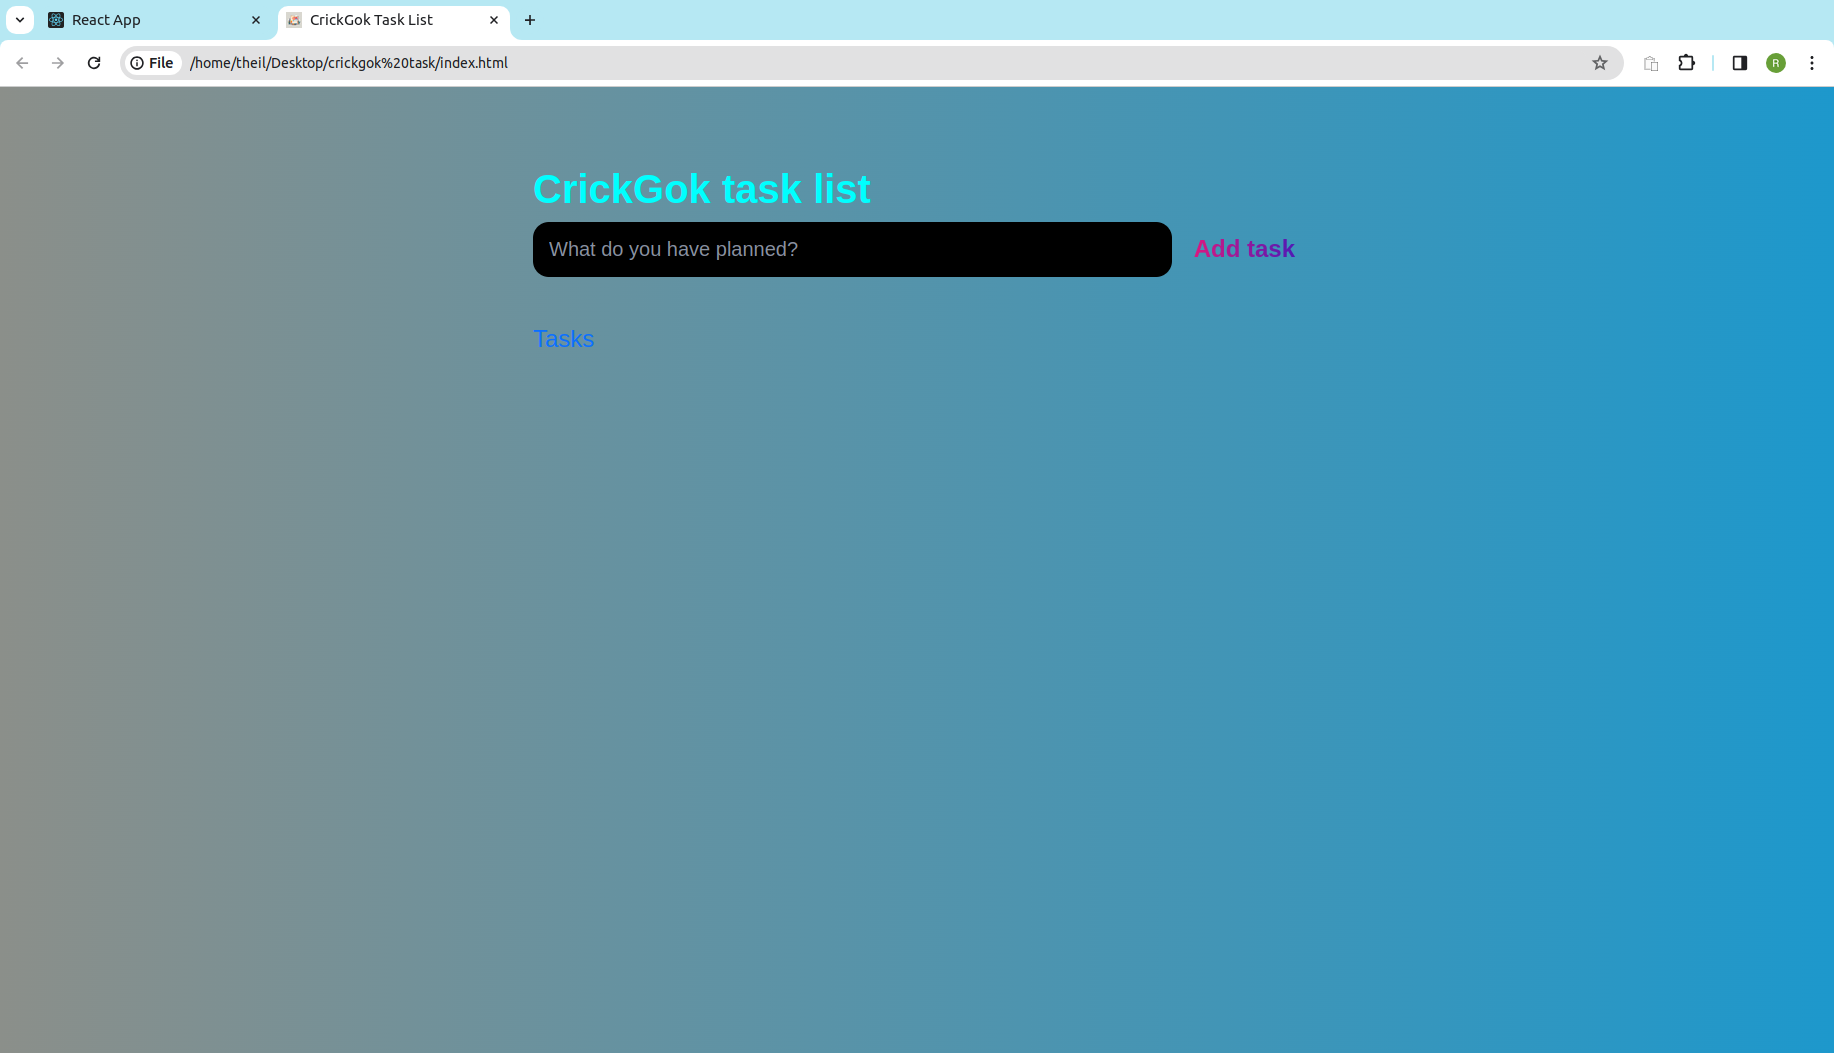 React App
CrickGok Task List
File
/home/theil/Desktop/crickgok%20task/index.html
R
CrickGok task list
What do you have planned?
Add task
Tasks